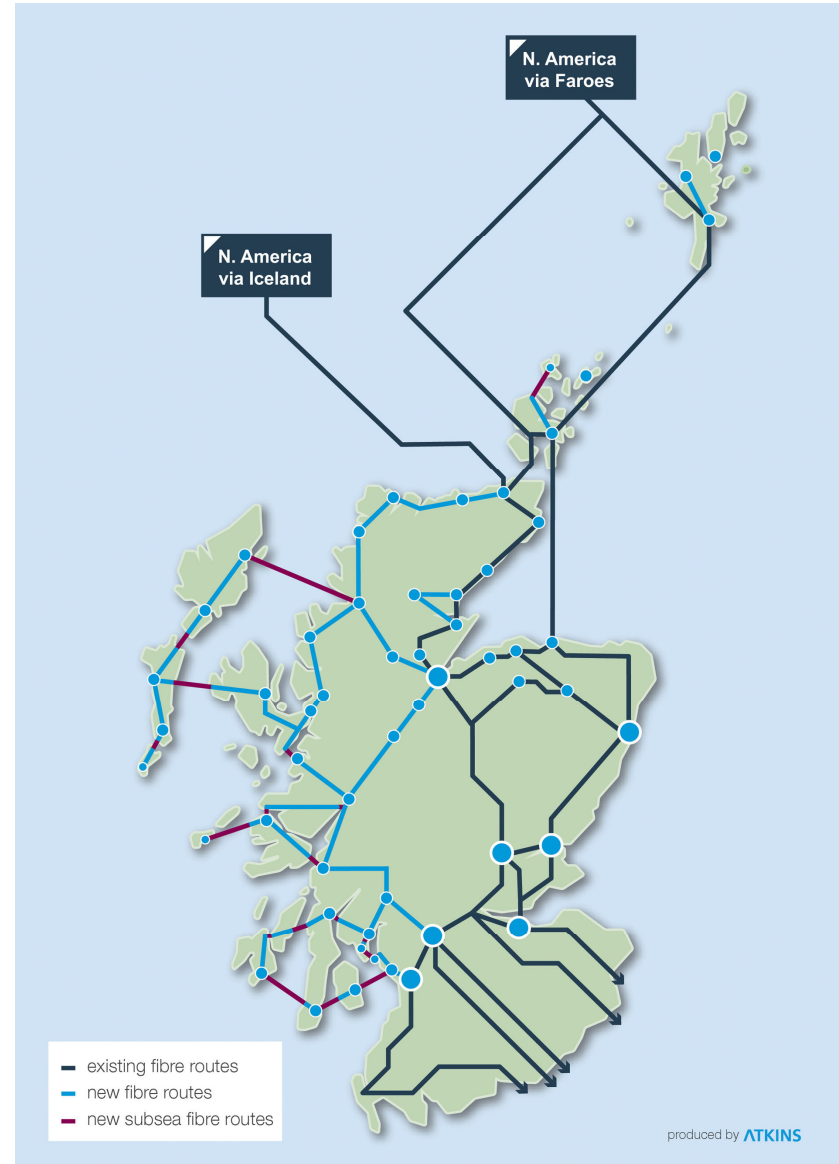 N. America
via Faroes
N. America
via Iceland
existing fibre routes
new fibre routes
new subsea fibre routes
produced by ATKINS